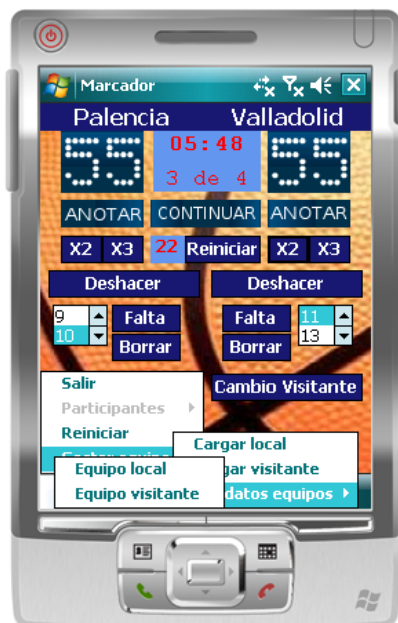 Marcador
Palencia Valladolid
55 05:48 55
3 de 4
ANOTAR CONTINUAR ANOTAR
X2 X3 22 Reiniciar X2 X3
Deshacer Deshacer
9 Falta Falta 11
10 Borrar Borrar 13
Salir Cambio Visitante
Participantes
Reiniciar
Cargar local
Equipo local visitante
Equipo visitante datos equipos